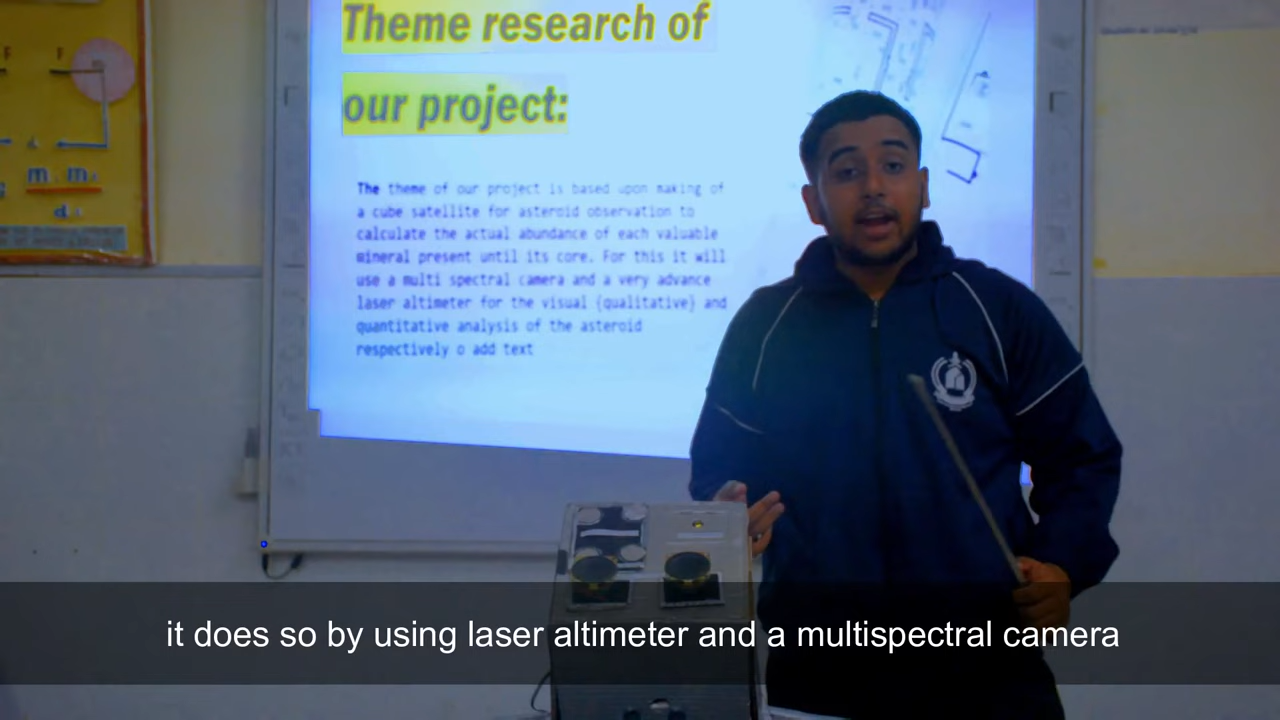 Theme research of
our project:
The theme of our project is based upon making of
a cube satellite for asteroid observation to
calculate the actual abundance of each valuable
mineral present until its core. For this it will
use a multi spectral camera and a very advance
laser altimeter for the visual (qualitative) and
quantitative analysis of the asteroid
respectively o add text
F F
m₁ m₂
d
it does so by using laser altimeter and a multispectral camera